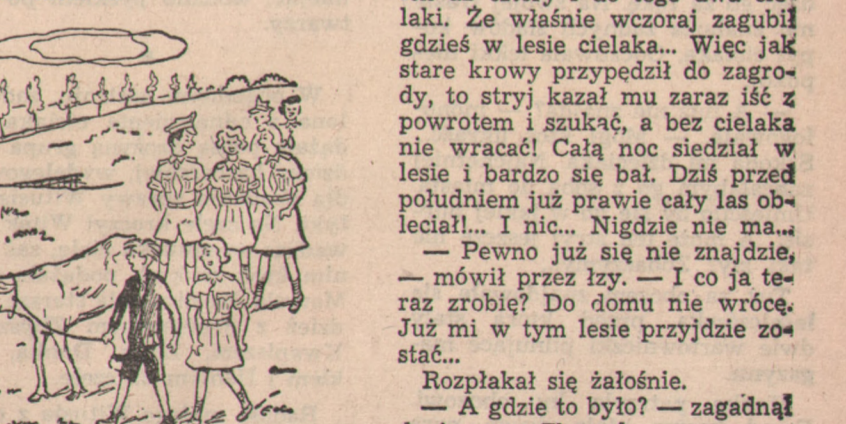 laki. Że właśnie wczoraj zagubił
gdzieś w lesie cielaka... Więc jak
stare krowy przypędził do zagro-
dy, to stryj kazał mu zaraz iść z
powrotem i szukąć, a bez cielaka
nie wracać! Całą noc siedział w
lesie i bardzo się bał. Dziś przed
południem już prawie cały las ob-
leciał!... I nic... Nigdzie nie ma...
— Pewno już się nie znajdzie,
— mówił przez łzy. — I co ja te-
raz zrobię? Do domu nie wrócę.
Już mi w tym lesie przyjdzie zo-
stać...
Rozpłakał się żałośnie.
— A gdzie to było? — zagadnął